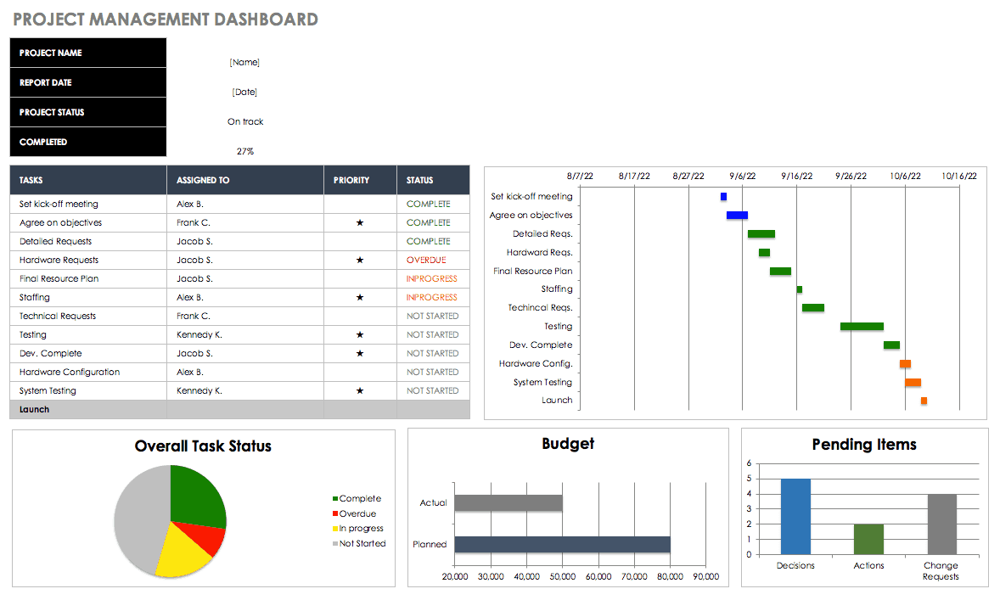 PROJECT MANAGEMENT DASHBOARD
PROJECT NAME
[Name]
REPORT DATE
[Date]
PROJECT STATUS
On track
COMPLETED
27%
TASKS ASSIGNED TO PRIORITY STATUS
Set kick-off meeting Alex B. COMPLETE
Agree on objectives Frank C. ★ COMPLETE
Detailed Requests Jacob S. COMPLETE
Hardware Requests Jacob S. ★ OVERDUE
Final Resource Plan Jacob S. INPROGRESS
Staffing Alex B. ★ INPROGRESS
Technical Requests Frank C. NOT STARTED
Testing Kennedy K. ★ NOT STARTED
Dev. Complete Jacob S. ★ NOT STARTED
Hardware Configuration Alex B. NOT STARTED
System Testing Kennedy K. ★ NOT STARTED
Launch
8/7/22 8/17/22 8/27/22 9/6/22 9/16/22 9/26/22 10/6/22 10/16/22
Set kick-off meeting
Agree on objectives
Detailed Reqs.
Hardward Reqs.
Final Resource Plan
Staffing
Techincal Reqs.
Testing
Dev. Complete
Hardware Config.
System Testing
Launch
Overall Task Status
Complete
Overdue
In progress
Not Started
Budget
Actual
Planned
20,000 30,000 40,000 50,000 60,000 70,000 80,000 90,000
Pending Items
6
5
4
3
2
1
0
Decisions Actions Change
Requests